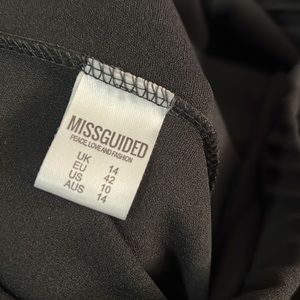 MISSGUIDED
PEACE, LOVE AND FASHION
UK 14
EU 42
US 10
AUS 14